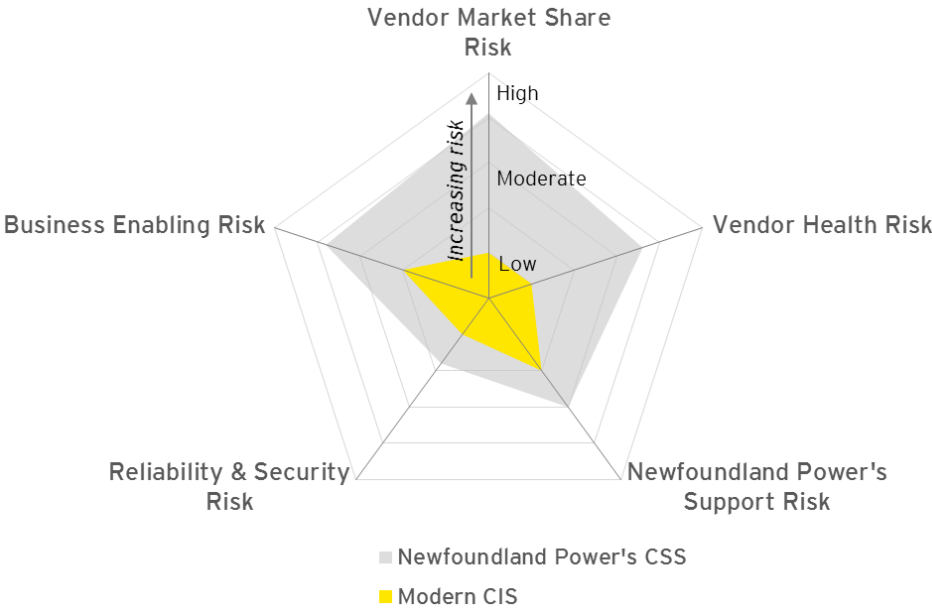 Vendor Market Share
Risk
High
Increasing risk
Moderate
Business Enabling Risk
Vendor Health Risk
Low
Reliability & Security
Risk
Newfoundland Power's
Support Risk
Newfoundland Power's CSS
Modern CIS